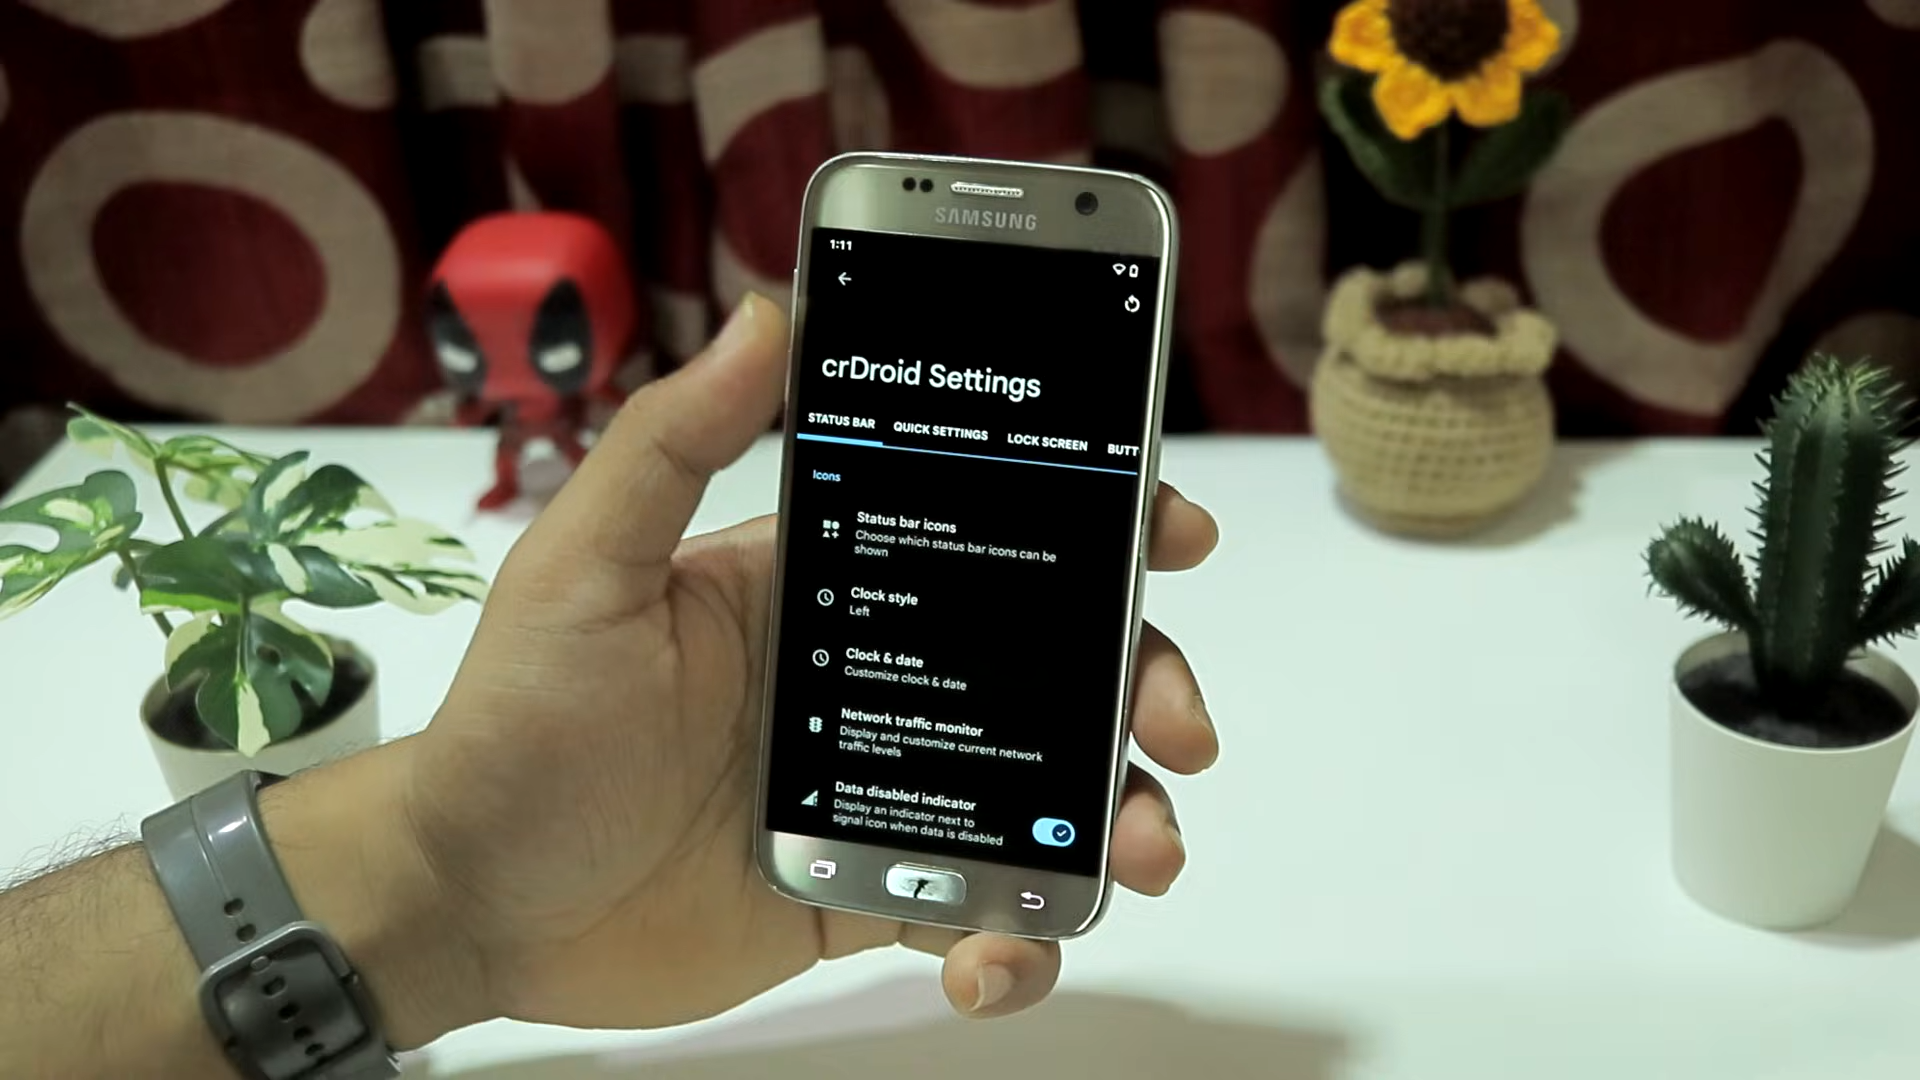 SAMSUNG
1:11
crDroid Settings
STATUS BAR QUICK SETTINGS LOCK SCREEN BUTT
Icons
Status bar icons
Choose which status bar icons can be
shown
Clock style
Left
Clock & date
Customize clock & date
Network traffic monitor
Display and customize current network
traffic levels
Data disabled indicator
Display an indicator next to
signal icon when data is disabled